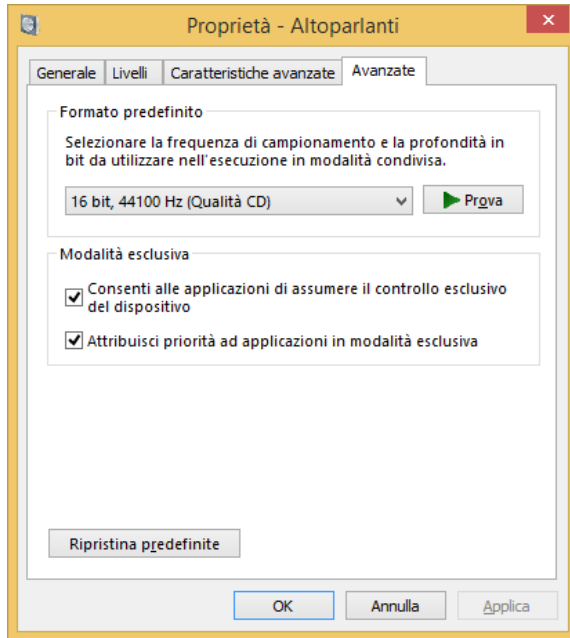 Proprietà - Altoparlanti
Generale Livelli Caratteristiche avanzate Avanzate
Formato predefinito
Selezionare la frequenza di campionamento e la profondità in
bit da utilizzare nell'esecuzione in modalità condivisa.
16 bit, 44100 Hz (Qualità CD) Prova
Modalità esclusiva
Consenti alle applicazioni di assumere il controllo esclusivo
del dispositivo
Attribuisci priorità ad applicazioni in modalità esclusiva
Ripristina predefinite
OK Annulla Applica